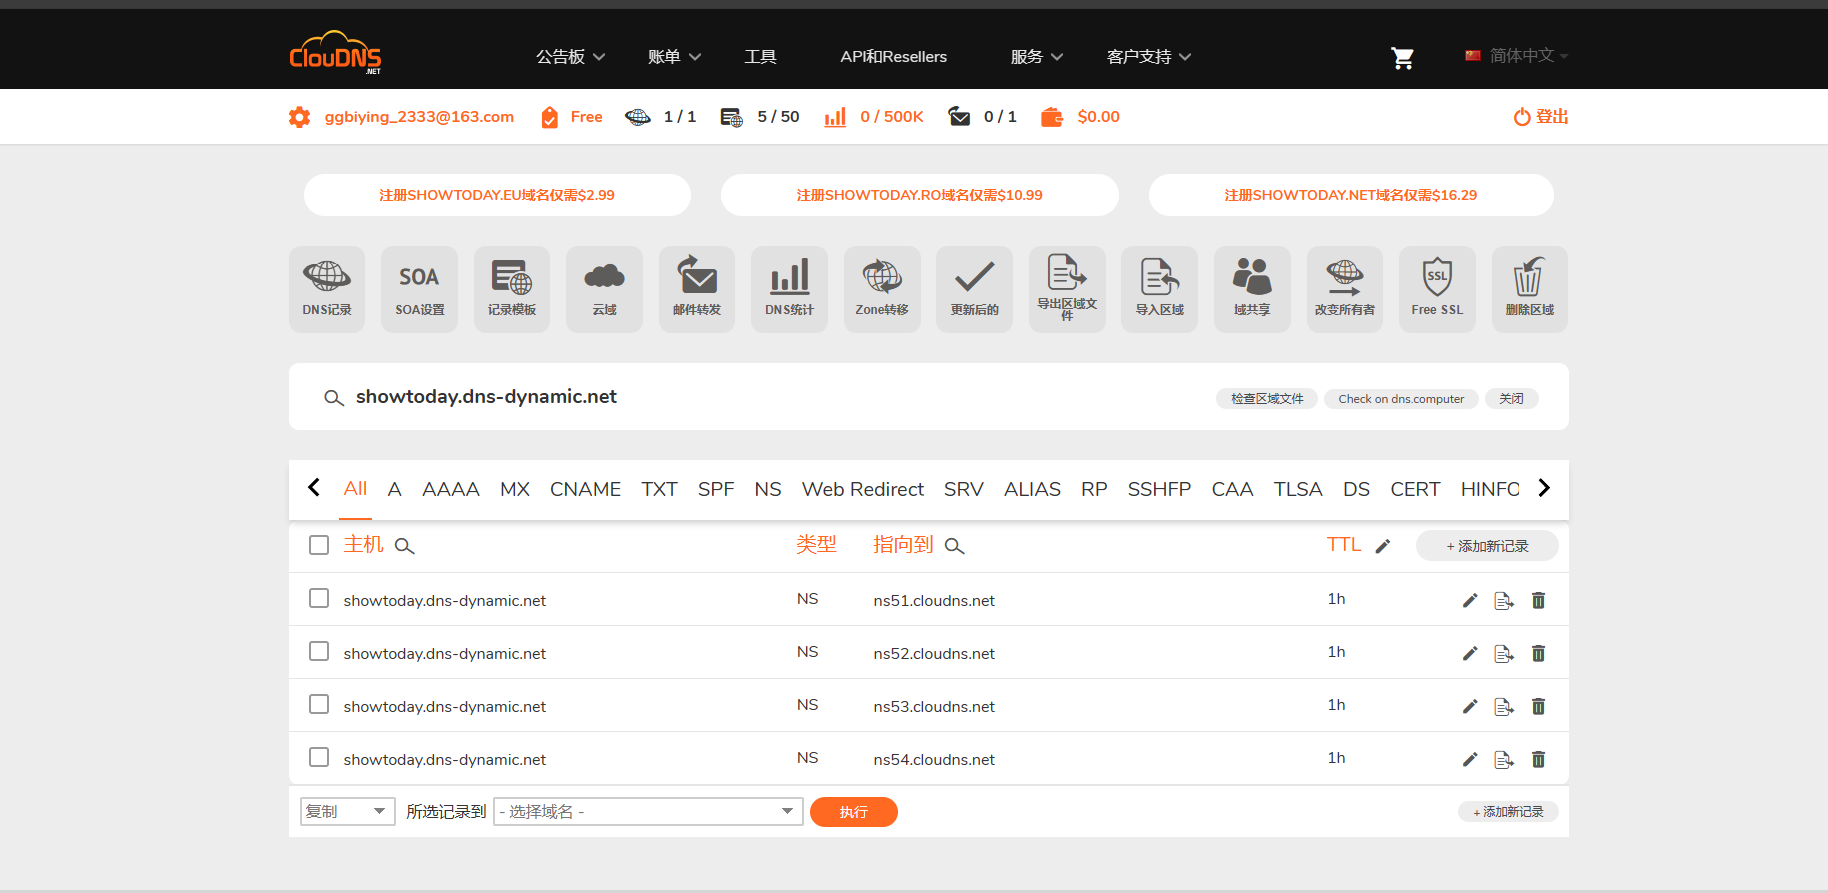 ClouDNS
.NET
公告板
账单
工具
API和Resellers
服务
客户支持
简体中文
ggbiying_2333@163.com
Free
1 / 1
5 / 50
0 / 500K
0 / 1
$0.00
登出
注册SHOWTODAY.EU域名仅需$2.99
注册SHOWTODAY.RO域名仅需$10.99
注册SHOWTODAY.NET域名仅需$16.29
DNS记录
SOA
SOA设置
记录模板
云域
邮件转发
DNS统计
Zone转移
更新后的
导出区域文
件
导入区域
域共享
改变所有者
SSL
Free SSL
删除区域
showtoday.dns-dynamic.net
检查区域文件
Check on dns.computer
关闭
All A AAAA MX CNAME TXT SPF NS Web Redirect SRV ALIAS RP SSHFP CAA TLSA DS CERT HINFO
主机 类型 指向到 TTL + 添加新记录
showtoday.dns-dynamic.net NS ns51.cloudns.net 1h
showtoday.dns-dynamic.net NS ns52.cloudns.net 1h
showtoday.dns-dynamic.net NS ns53.cloudns.net 1h
showtoday.dns-dynamic.net NS ns54.cloudns.net 1h
复制 所选记录到 - 选择域名 - 执行 + 添加新记录